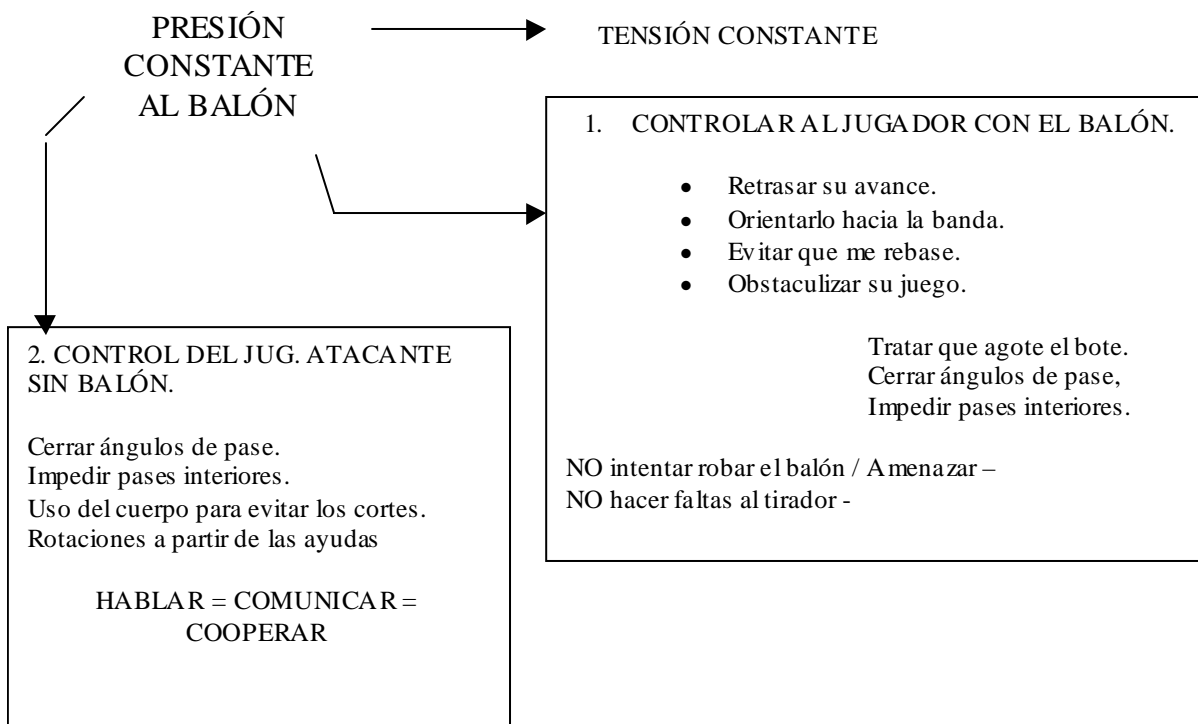 PRESIÓN
CONSTANTE
AL BALÓN
TENSIÓN CONSTANTE
1. CONTROLAR AL JUGADOR CON EL BALÓN.
• Retrasar su avance.
• Orientarlo hacia la banda.
• Evitar que me rebase.
• Obstaculizar su juego.
Tratar que agote el bote.
Cerrar ángulos de pase,
Impedir pases interiores.
NO intentar robar el balón / Amenazar –
NO hacer faltas al tirador -
2. CONTROL DEL JUG. ATACANTE
SIN BALÓN.
Cerrar ángulos de pase.
Impedir pases interiores.
Uso del cuerpo para evitar los cortes.
Rotaciones a partir de las ayudas
HABLAR = COMUNICAR =
COOPERAR